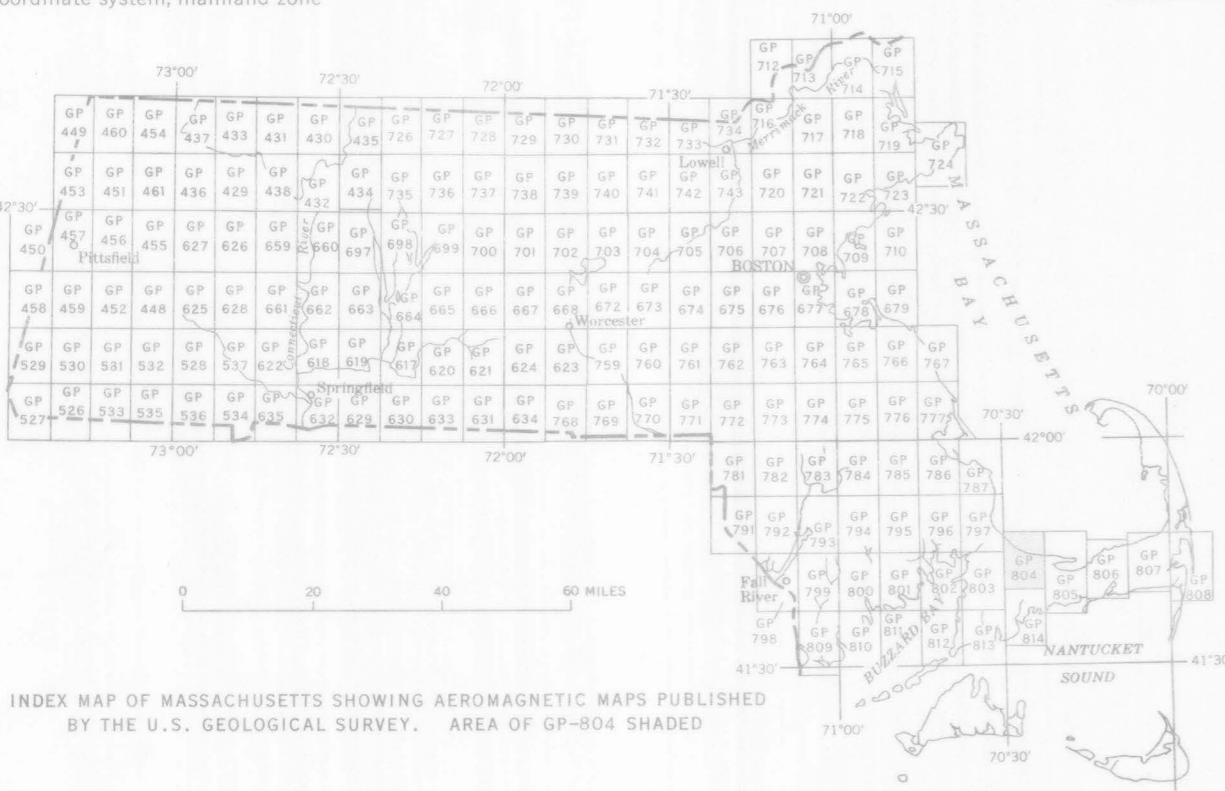 coordinate system, mainland zone
71°00'
GP 712 GP 713 GP 714 GP 715
73°00' 72°30' 72°00' 71°30'
GP 449 GP 460 GP 454 GP 437 GP 433 GP 431 GP 430 GP 435 GP 726 GP 727 GP 728 GP 729 GP 730 GP 731 GP 732 GP 733 GP 734 GP 716 GP 717 GP 718 GP 719
Merrimack River
Lowell
GP 724
GP 453 GP 451 GP 461 GP 436 GP 429 GP 438 GP 432 GP 434 GP 735 GP 736 GP 737 GP 738 GP 739 GP 740 GP 741 GP 742 GP 743 GP 720 GP 721 GP 722 GP 723
42°30' 42°30'
GP 450 GP 457 GP 456 GP 455 GP 627 GP 626 GP 659 GP 660 GP 697 GP 698 GP 699 GP 700 GP 701 GP 702 GP 703 GP 704 GP 705 GP 706 GP 707 GP 708 GP 709 GP 710
Pittsfield
BOSTON
MASSACHUSETTS BAY
GP 458 GP 459 GP 452 GP 448 GP 625 GP 628 GP 661 GP 662 GP 663 GP 664 GP 665 GP 666 GP 667 GP 668 GP 672 GP 673 GP 674 GP 675 GP 676 GP 677 GP 678 GP 679
Connecticut River
Worcester
GP 529 GP 530 GP 531 GP 532 GP 528 GP 537 GP 622 GP 618 GP 619 GP 617 GP 620 GP 621 GP 624 GP 623 GP 759 GP 760 GP 761 GP 762 GP 763 GP 764 GP 765 GP 766 GP 767
Springfield
GP 527 GP 526 GP 533 GP 535 GP 536 GP 534 GP 635 GP 632 GP 629 GP 630 GP 633 GP 631 GP 634 GP 768 GP 769 GP 770 GP 771 GP 772 GP 773 GP 774 GP 775 GP 776 GP 777
70°30' 70°00'
42°00'
73°00' 72°30' 72°00' 71°30'
GP 781 GP 782 GP 783 GP 784 GP 785 GP 786 GP 787
GP 791 GP 792 GP 793 GP 794 GP 795 GP 796 GP 797
Fall River
GP 799 GP 800 GP 801 GP 802 GP 803 GP 804 GP 805 GP 806 GP 807 GP 808
GP 798 GP 809 GP 810 GP 811 GP 812 GP 813 GP 814
BUZZARD BAY
NANTUCKET SOUND
41°30' 41°30'
71°00'
70°30'
0 20 40 60 MILES
INDEX MAP OF MASSACHUSETTS SHOWING AEROMAGNETIC MAPS PUBLISHED
BY THE U.S. GEOLOGICAL SURVEY. AREA OF GP-804 SHADED